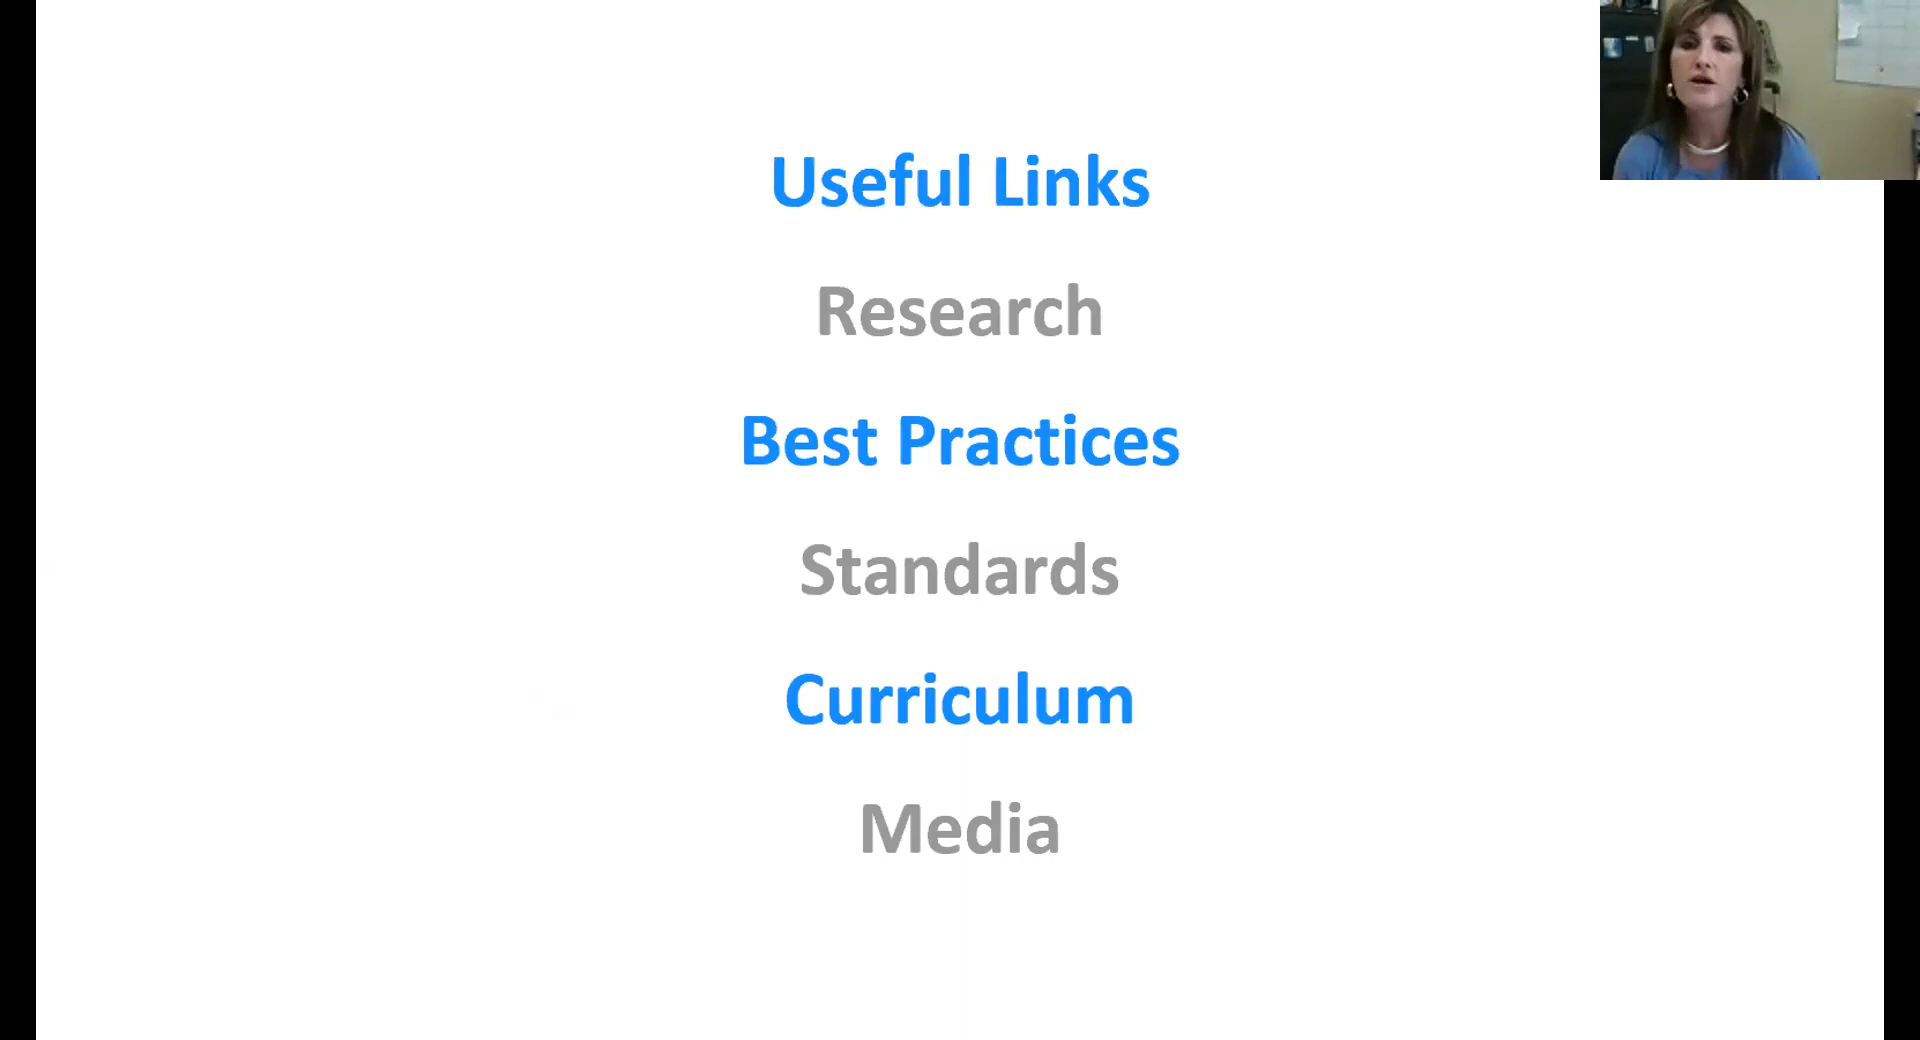 Useful Links
Research
Best Practices
Standards
Curriculum
Media